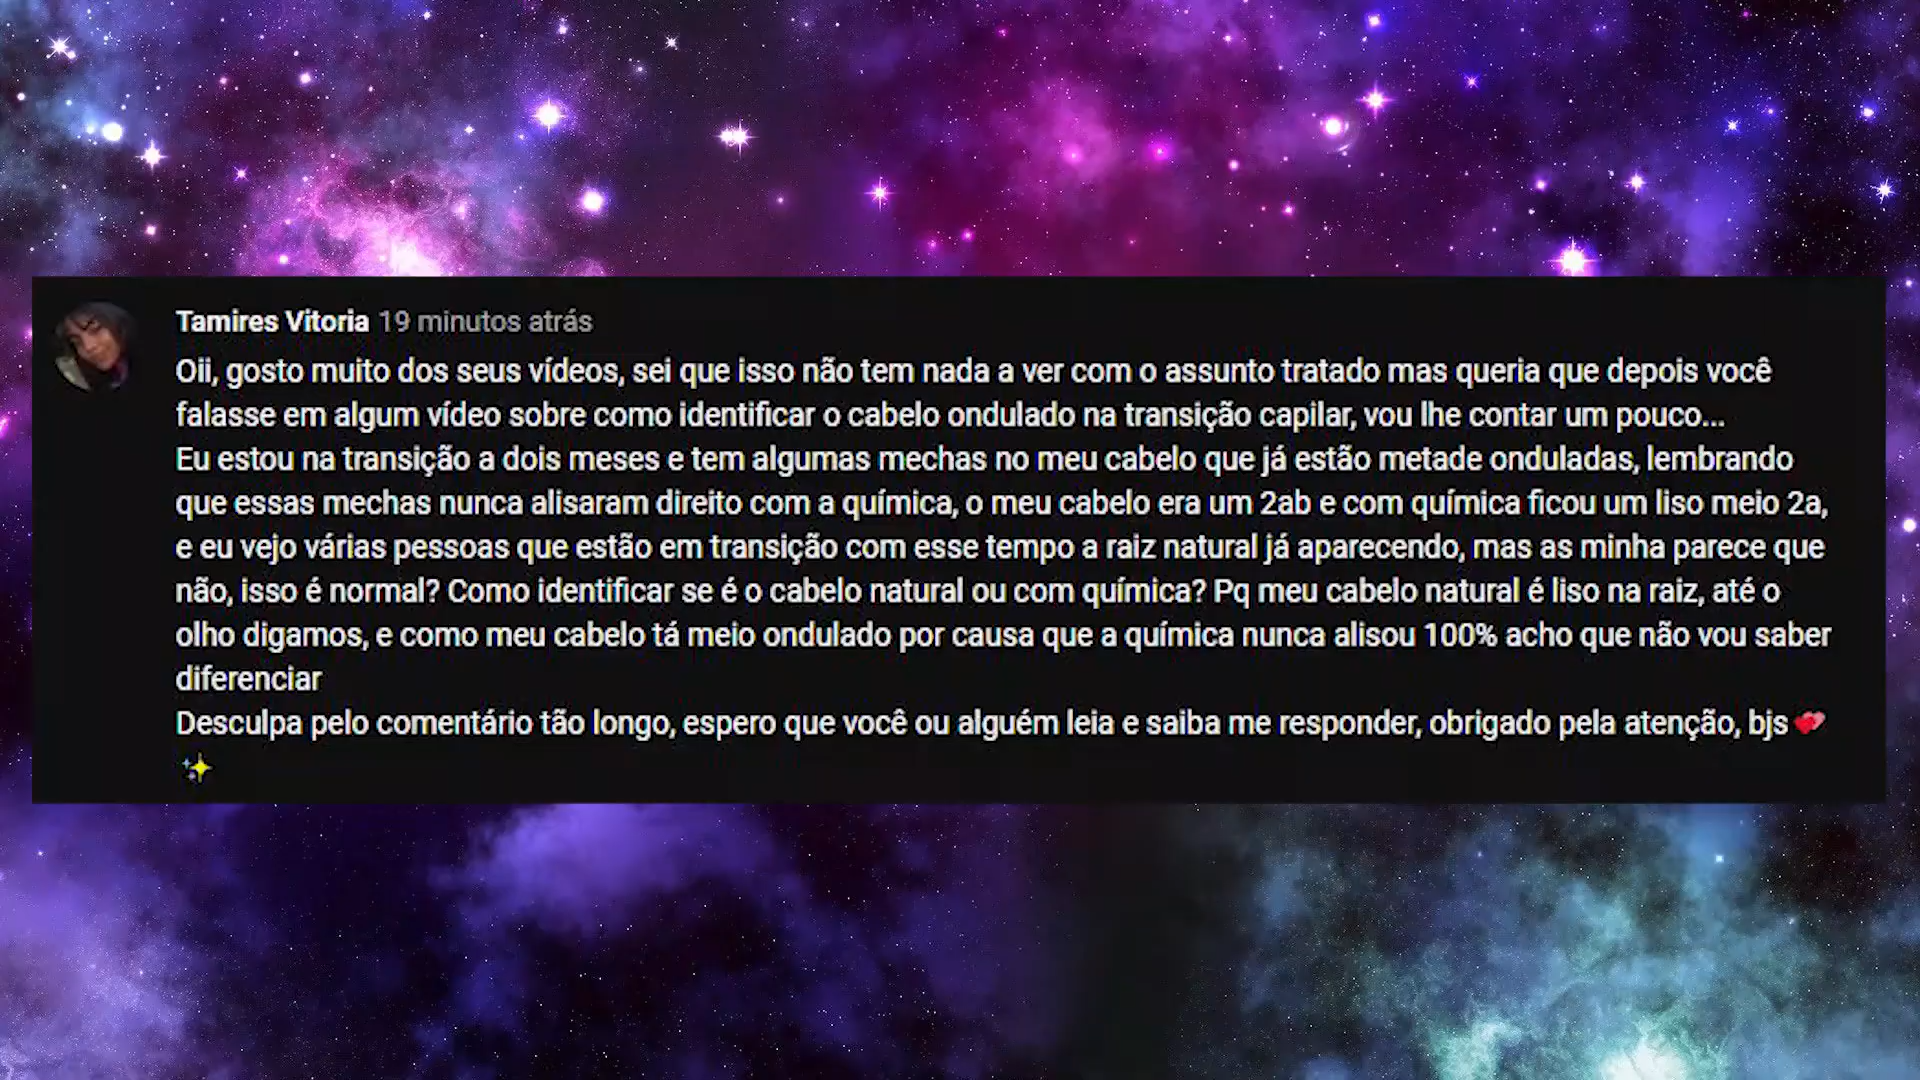 Tamires Vitoria 19 minutos atrás
Oii, gosto muito dos seus vídeos, sei que isso não tem nada a ver com o assunto tratado mas queria que depois você
falasse em algum vídeo sobre como identificar o cabelo ondulado na transição capilar, vou lhe contar um pouco...
Eu estou na transição a dois meses e tem algumas mechas no meu cabelo que já estão metade onduladas, lembrando
que essas mechas nunca alisaram direito com a química, o meu cabelo era um 2ab e com química ficou um liso meio 2a,
e eu vejo várias pessoas que estão em transição com esse tempo a raiz natural já aparecendo, mas as minha parece que
não, isso é normal? Como identificar se é o cabelo natural ou com química? Pq meu cabelo natural é liso na raiz, até o
olho digamos, e como meu cabelo tá meio ondulado por causa que a química nunca alisou 100% acho que não vou saber
diferenciar
Desculpa pelo comentário tão longo, espero que você ou alguém leia e saiba me responder, obrigado pela atenção, bjs 💕
✨